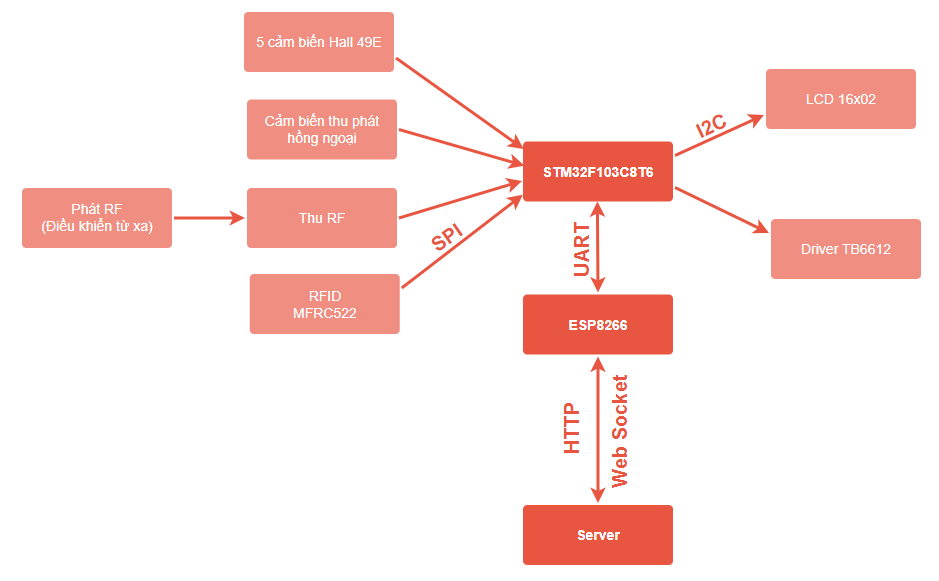 5 cảm biến Hall 49E
Cảm biến thu phát
hồng ngoại
Phát RF
(Điều khiển từ xa)
Thu RF
SPI
RFID
MFRC522
STM32F103C8T6
I2C
LCD 16x02
Driver TB6612
UART
ESP8266
HTTP
Web Socket
Server